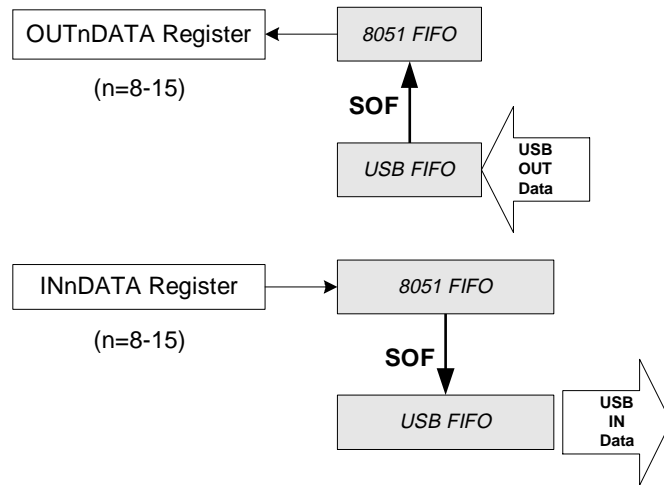 OUTnDATA Register
8051 FIFO
(n=8-15)
SOF
USB FIFO
USB
OUT
Data
INnDATA Register
8051 FIFO
(n=8-15)
SOF
USB FIFO
USB
IN
Data